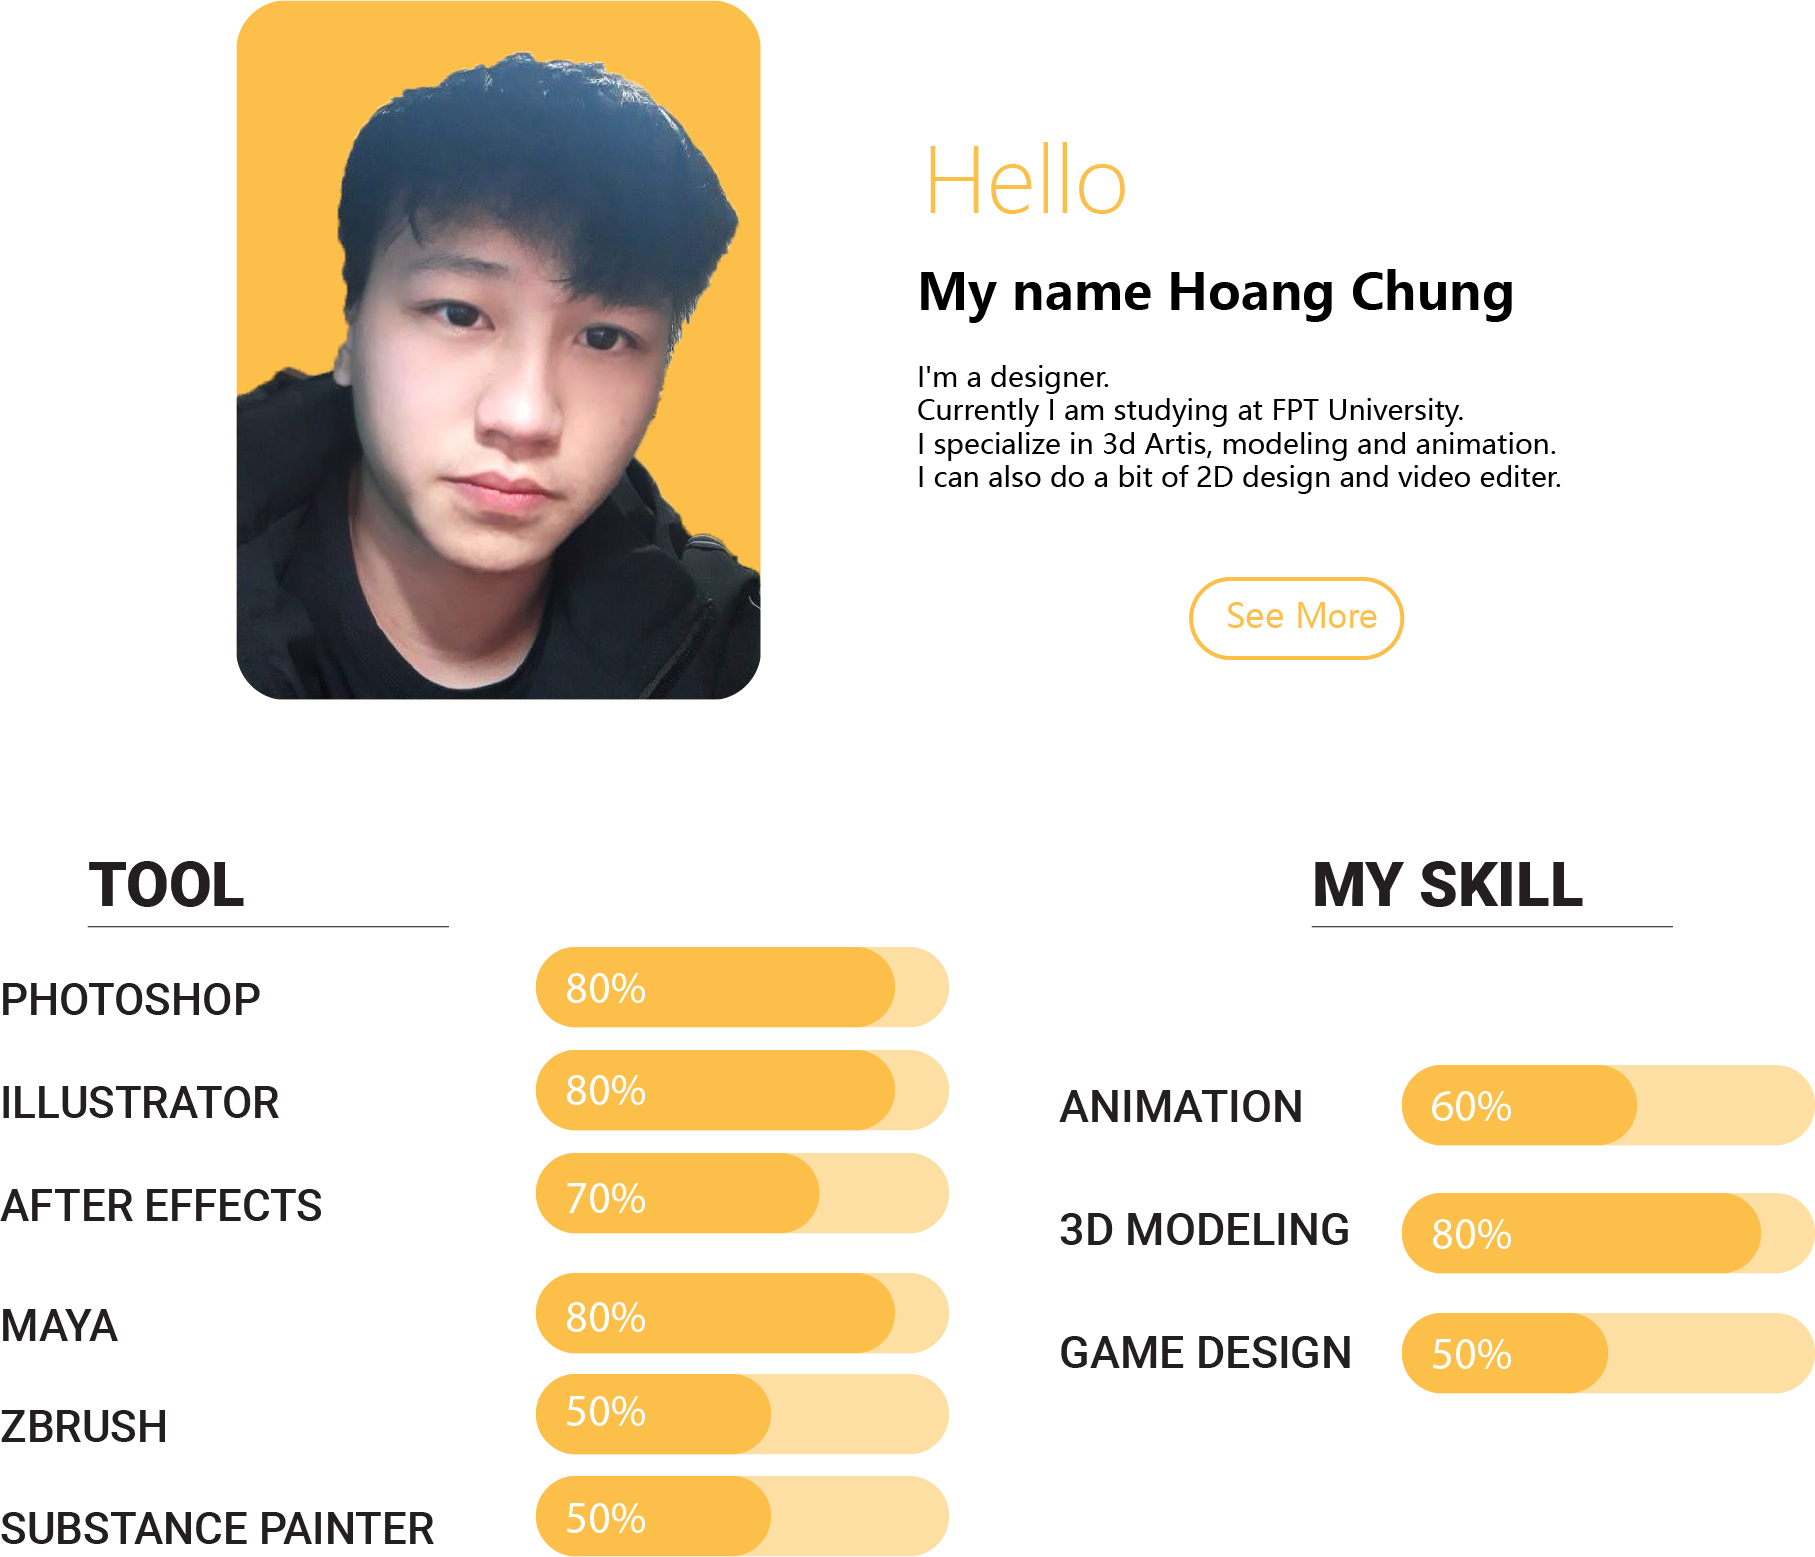 Hello
My name Hoang Chung
I'm a designer.
Currently I am studying at FPT University.
I specialize in 3d Artis, modeling and animation.
I can also do a bit of 2D design and video editer.
See More
TOOL
PHOTOSHOP 80%
ILLUSTRATOR 80%
AFTER EFFECTS 70%
MAYA 80%
ZBRUSH 50%
SUBSTANCE PAINTER 50%
MY SKILL
ANIMATION 60%
3D MODELING 80%
GAME DESIGN 50%